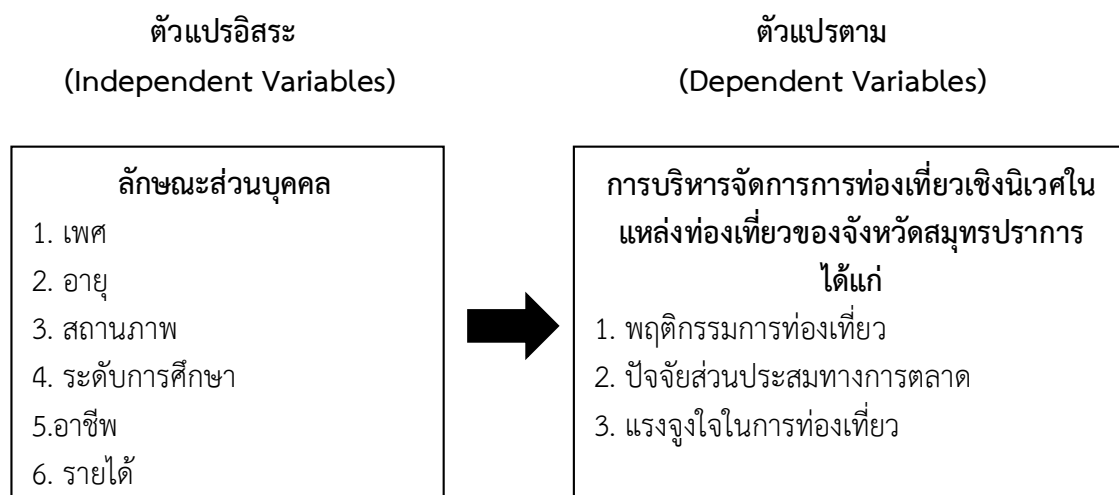 ตัวแปรอิสระ
(Independent Variables)
ตัวแปรตาม
(Dependent Variables)
ลักษณะส่วนบุคคล
1. เพศ
2. อายุ
3. สถานภาพ
4. ระดับการศึกษา
5.อาชีพ
6. รายได้
การบริหารจัดการการท่องเที่ยวเชิงนิเวศใน
แหล่งท่องเที่ยวของจังหวัดสมุทรปราการ
ได้แก่
1. พฤติกรรมการท่องเที่ยว
2. ปัจจัยส่วนประสมทางการตลาด
3. แรงจูงใจในการท่องเที่ยว